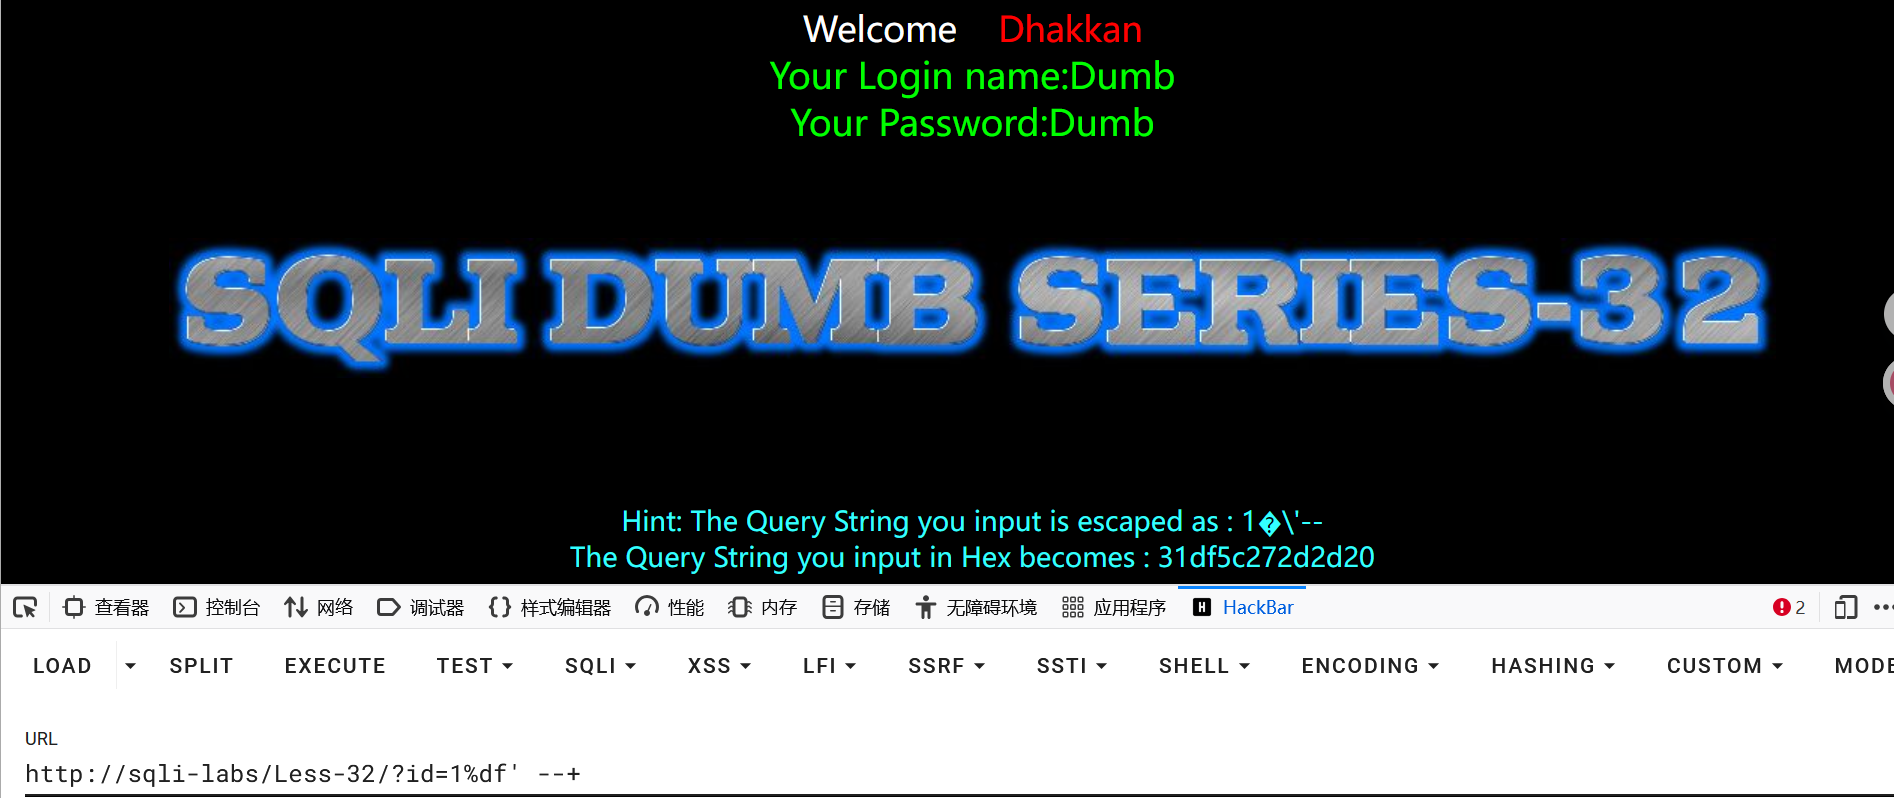 Welcome    Dhakkan
Your Login name:Dumb
Your Password:Dumb
SQLI DUMB SERIES-32
Hint: The Query String you input is escaped as : 1�\'--
The Query String you input in Hex becomes : 31df5c272d2d20
查看器 控制台 网络 调试器 {} 样式编辑器 性能 内存 存储 无障碍环境 应用程序 H HackBar 2
LOAD SPLIT EXECUTE TEST SQLI XSS LFI SSRF SSTI SHELL ENCODING HASHING CUSTOM MODE
URL
http://sqli-labs/Less-32/?id=1%df' --+